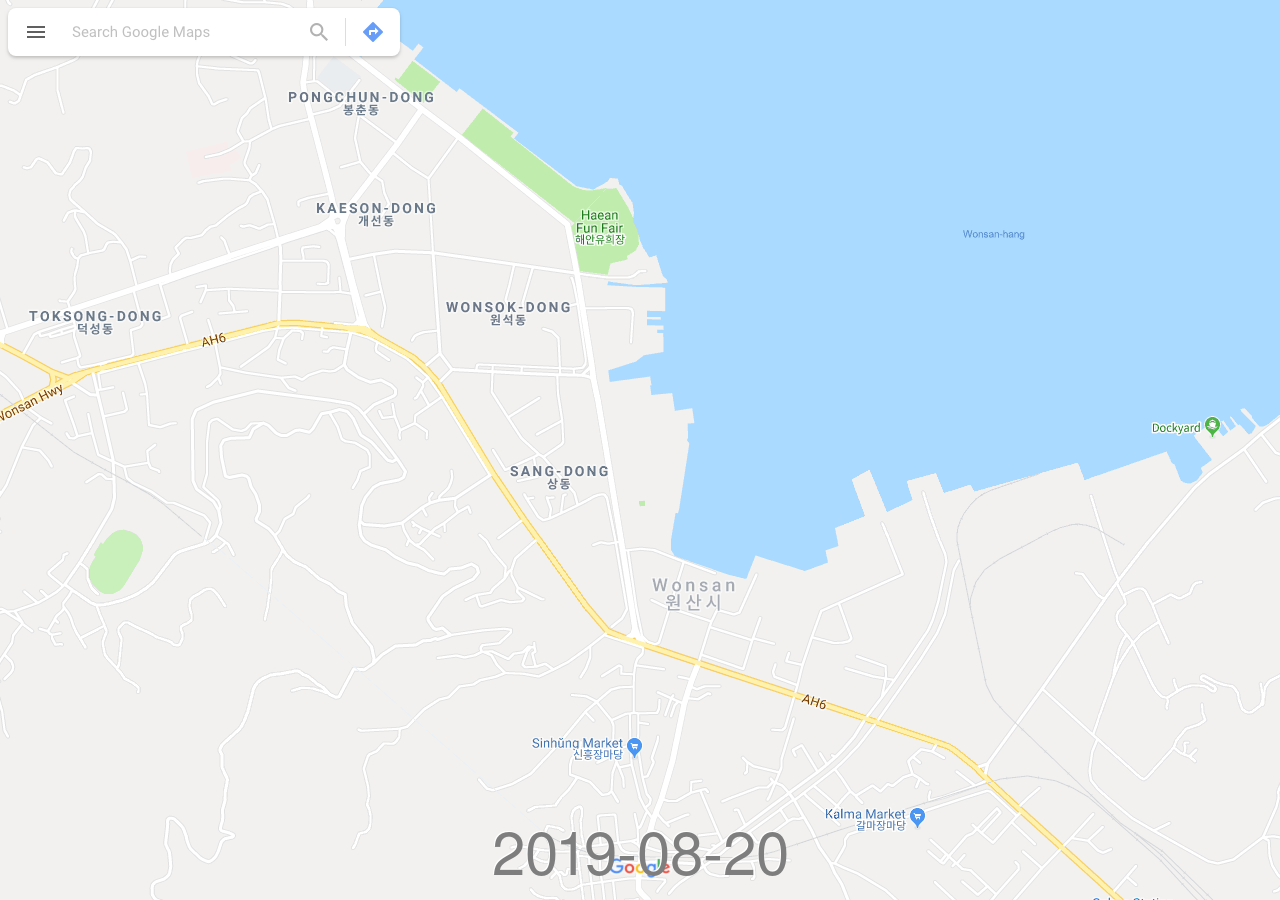 Search Google Maps
PONGCHUN-DONG
봉춘동
KAESON-DONG
개선동
Haean
Fun Fair
해안유희장
Wonsan-hang
WONSOK-DONG
원석동
TOKSONG-DONG
덕성동
AH6
Wonsan Hwy
Dockyard
SANG-DONG
상동
Wonsan
원산시
AH6
Sinhŭng Market
신흥장마당
Kalma Market
갈마장마당
2019-08-20
Google